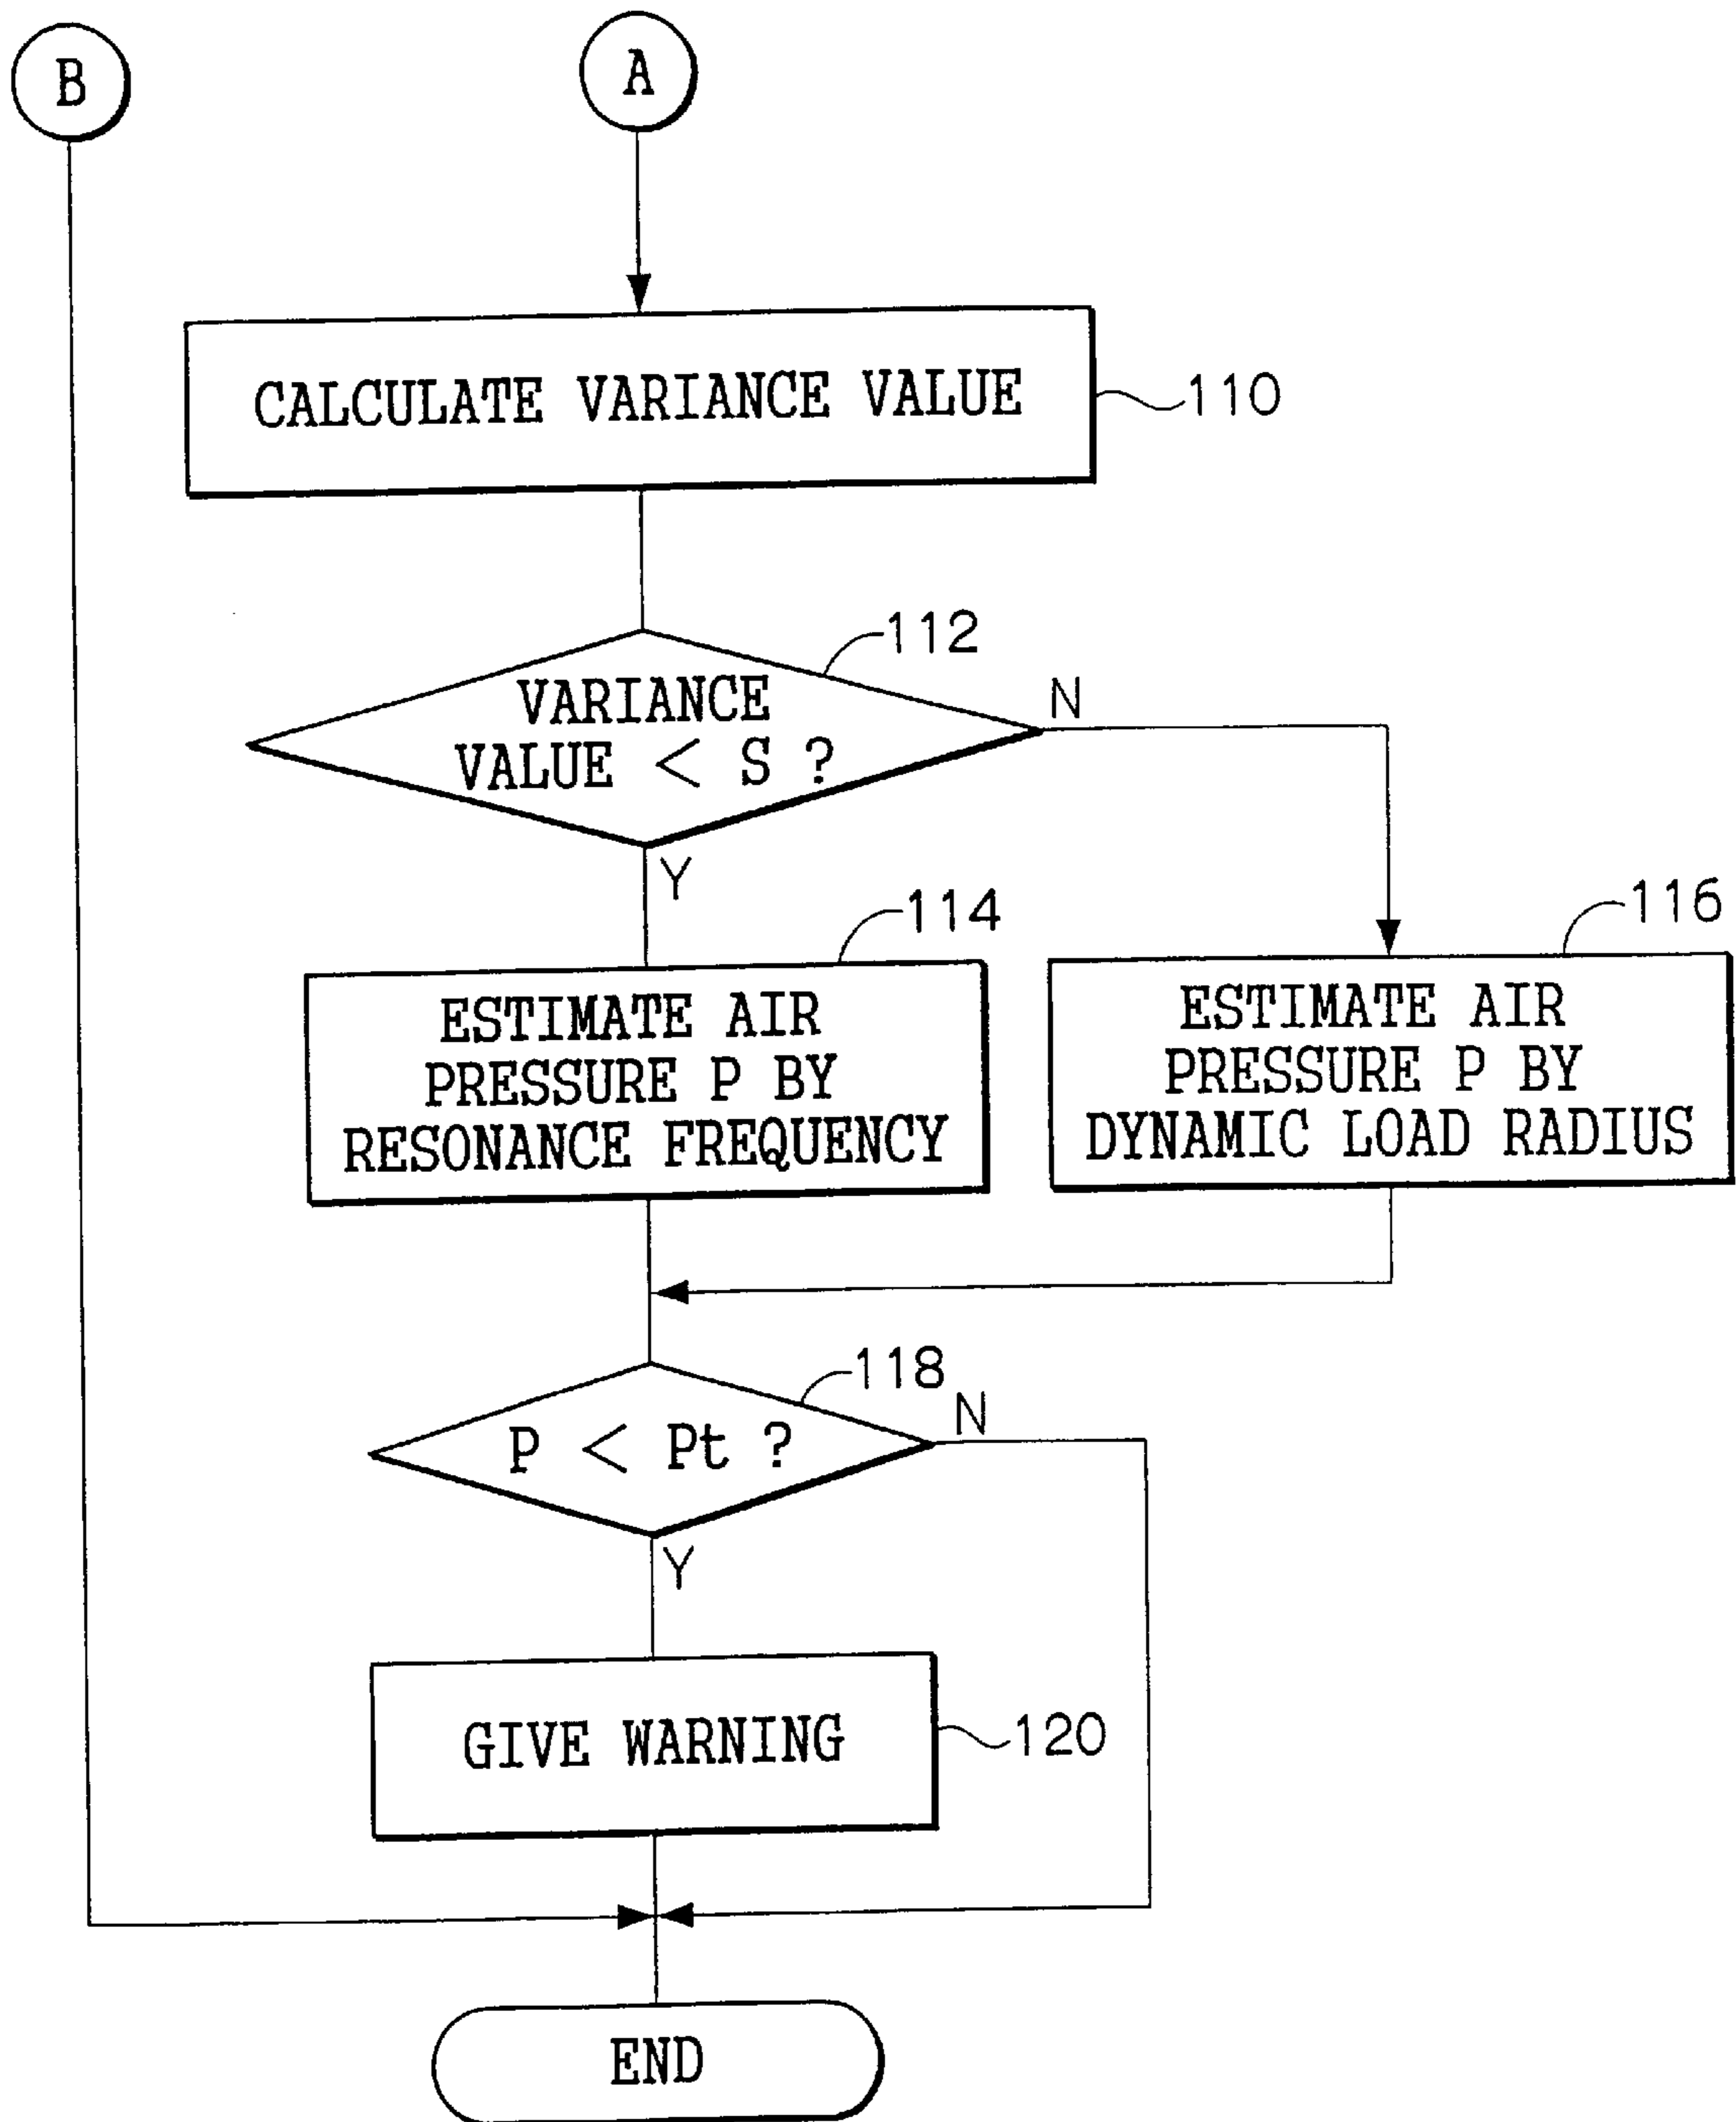 B
A
CALCULATE VARIANCE VALUE
110
112
VARIANCE
VALUE < S ?
N
Y
114
ESTIMATE AIR
PRESSURE P BY
RESONANCE FREQUENCY
116
ESTIMATE AIR
PRESSURE P BY
DYNAMIC LOAD RADIUS
118
P < Pt ?
N
Y
GIVE WARNING
120
END